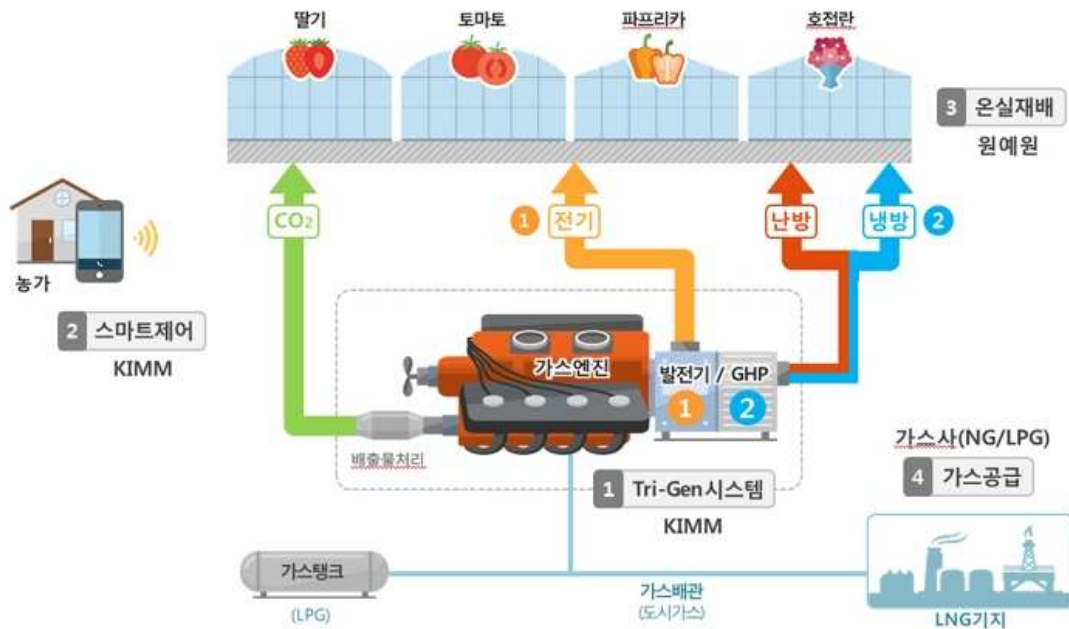 딸기
토마토
파프리카
호접란
3 온실재배
원예원
CO₂
1 전기
난방
냉방 2
농가
2 스마트제어
KIMM
가스엔진
발전기 / GHP
1 2
배출물처리
1 Tri-Gen시스템
KIMM
가스사(NG/LPG)
4 가스공급
가스탱크
(LPG)
가스배관
(도시가스)
LNG기지